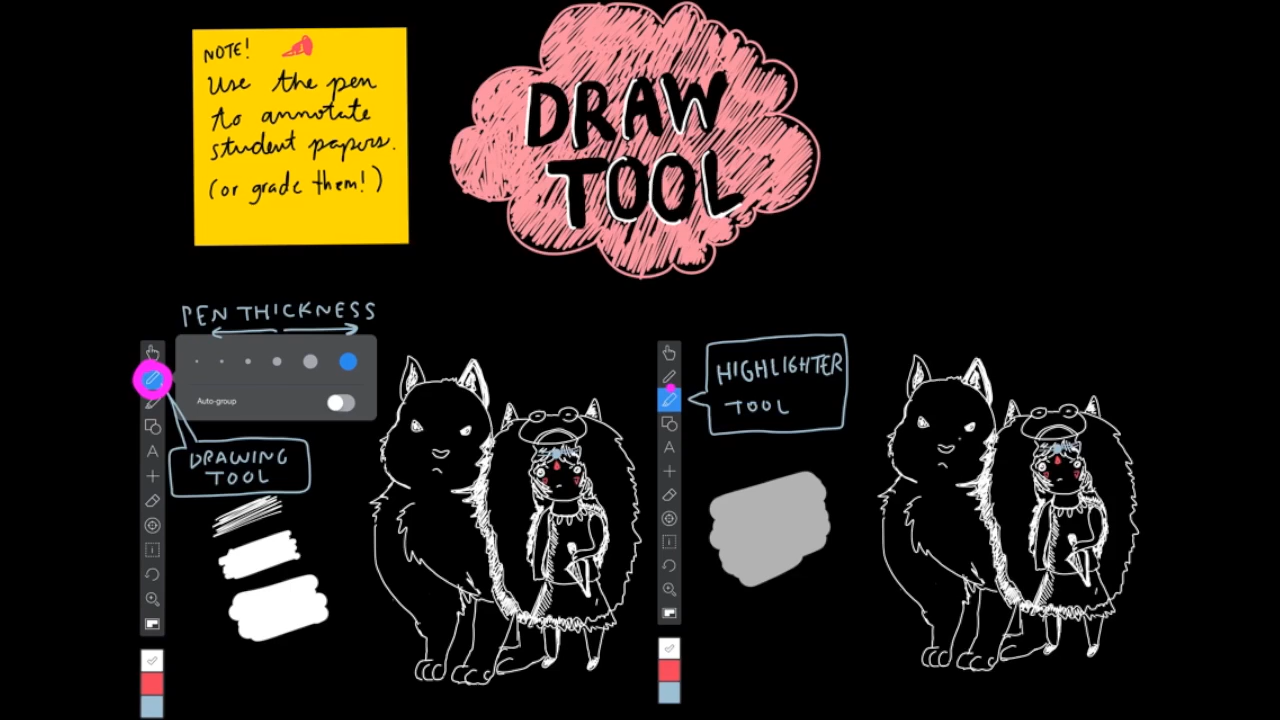 NOTE!
Use the pen
to annotate
student papers.
(or grade them!)
DRAW
TOOL
PEN THICKNESS
Auto-group
DRAWING
TOOL
HIGHLIGHTER
TOOL